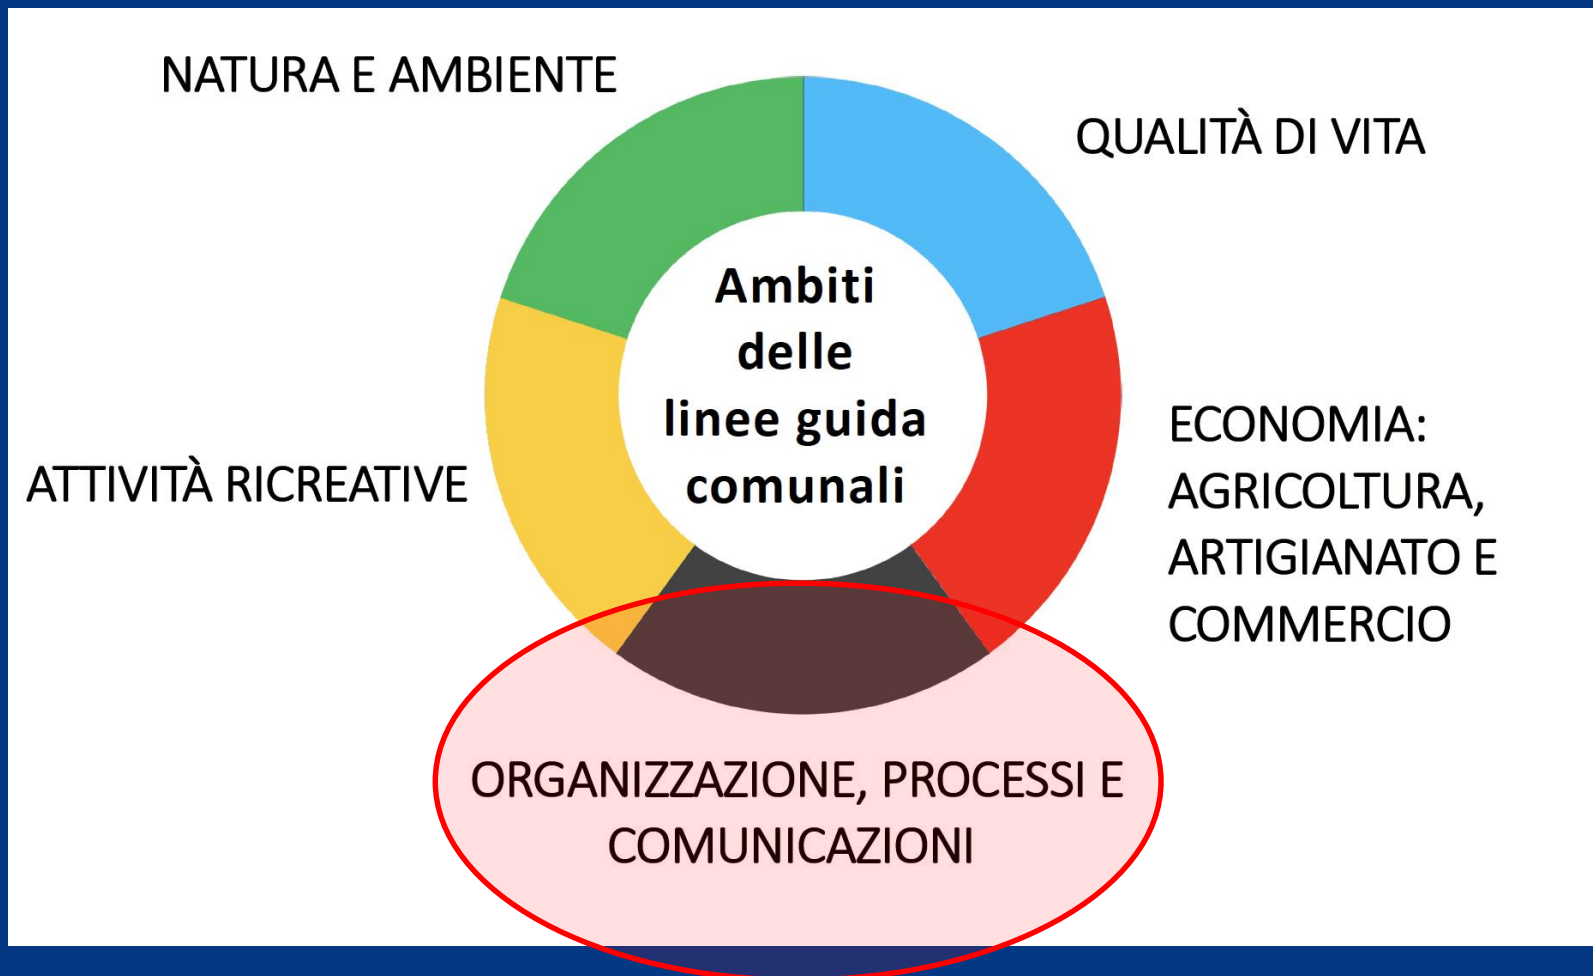 NATURA E AMBIENTE
QUALITÀ DI VITA
Ambiti
delle
linee guida
comunali
ECONOMIA:
AGRICOLTURA,
ARTIGIANATO E
COMMERCIO
ATTIVITÀ RICREATIVE
ORGANIZZAZIONE, PROCESSI E
COMUNICAZIONI